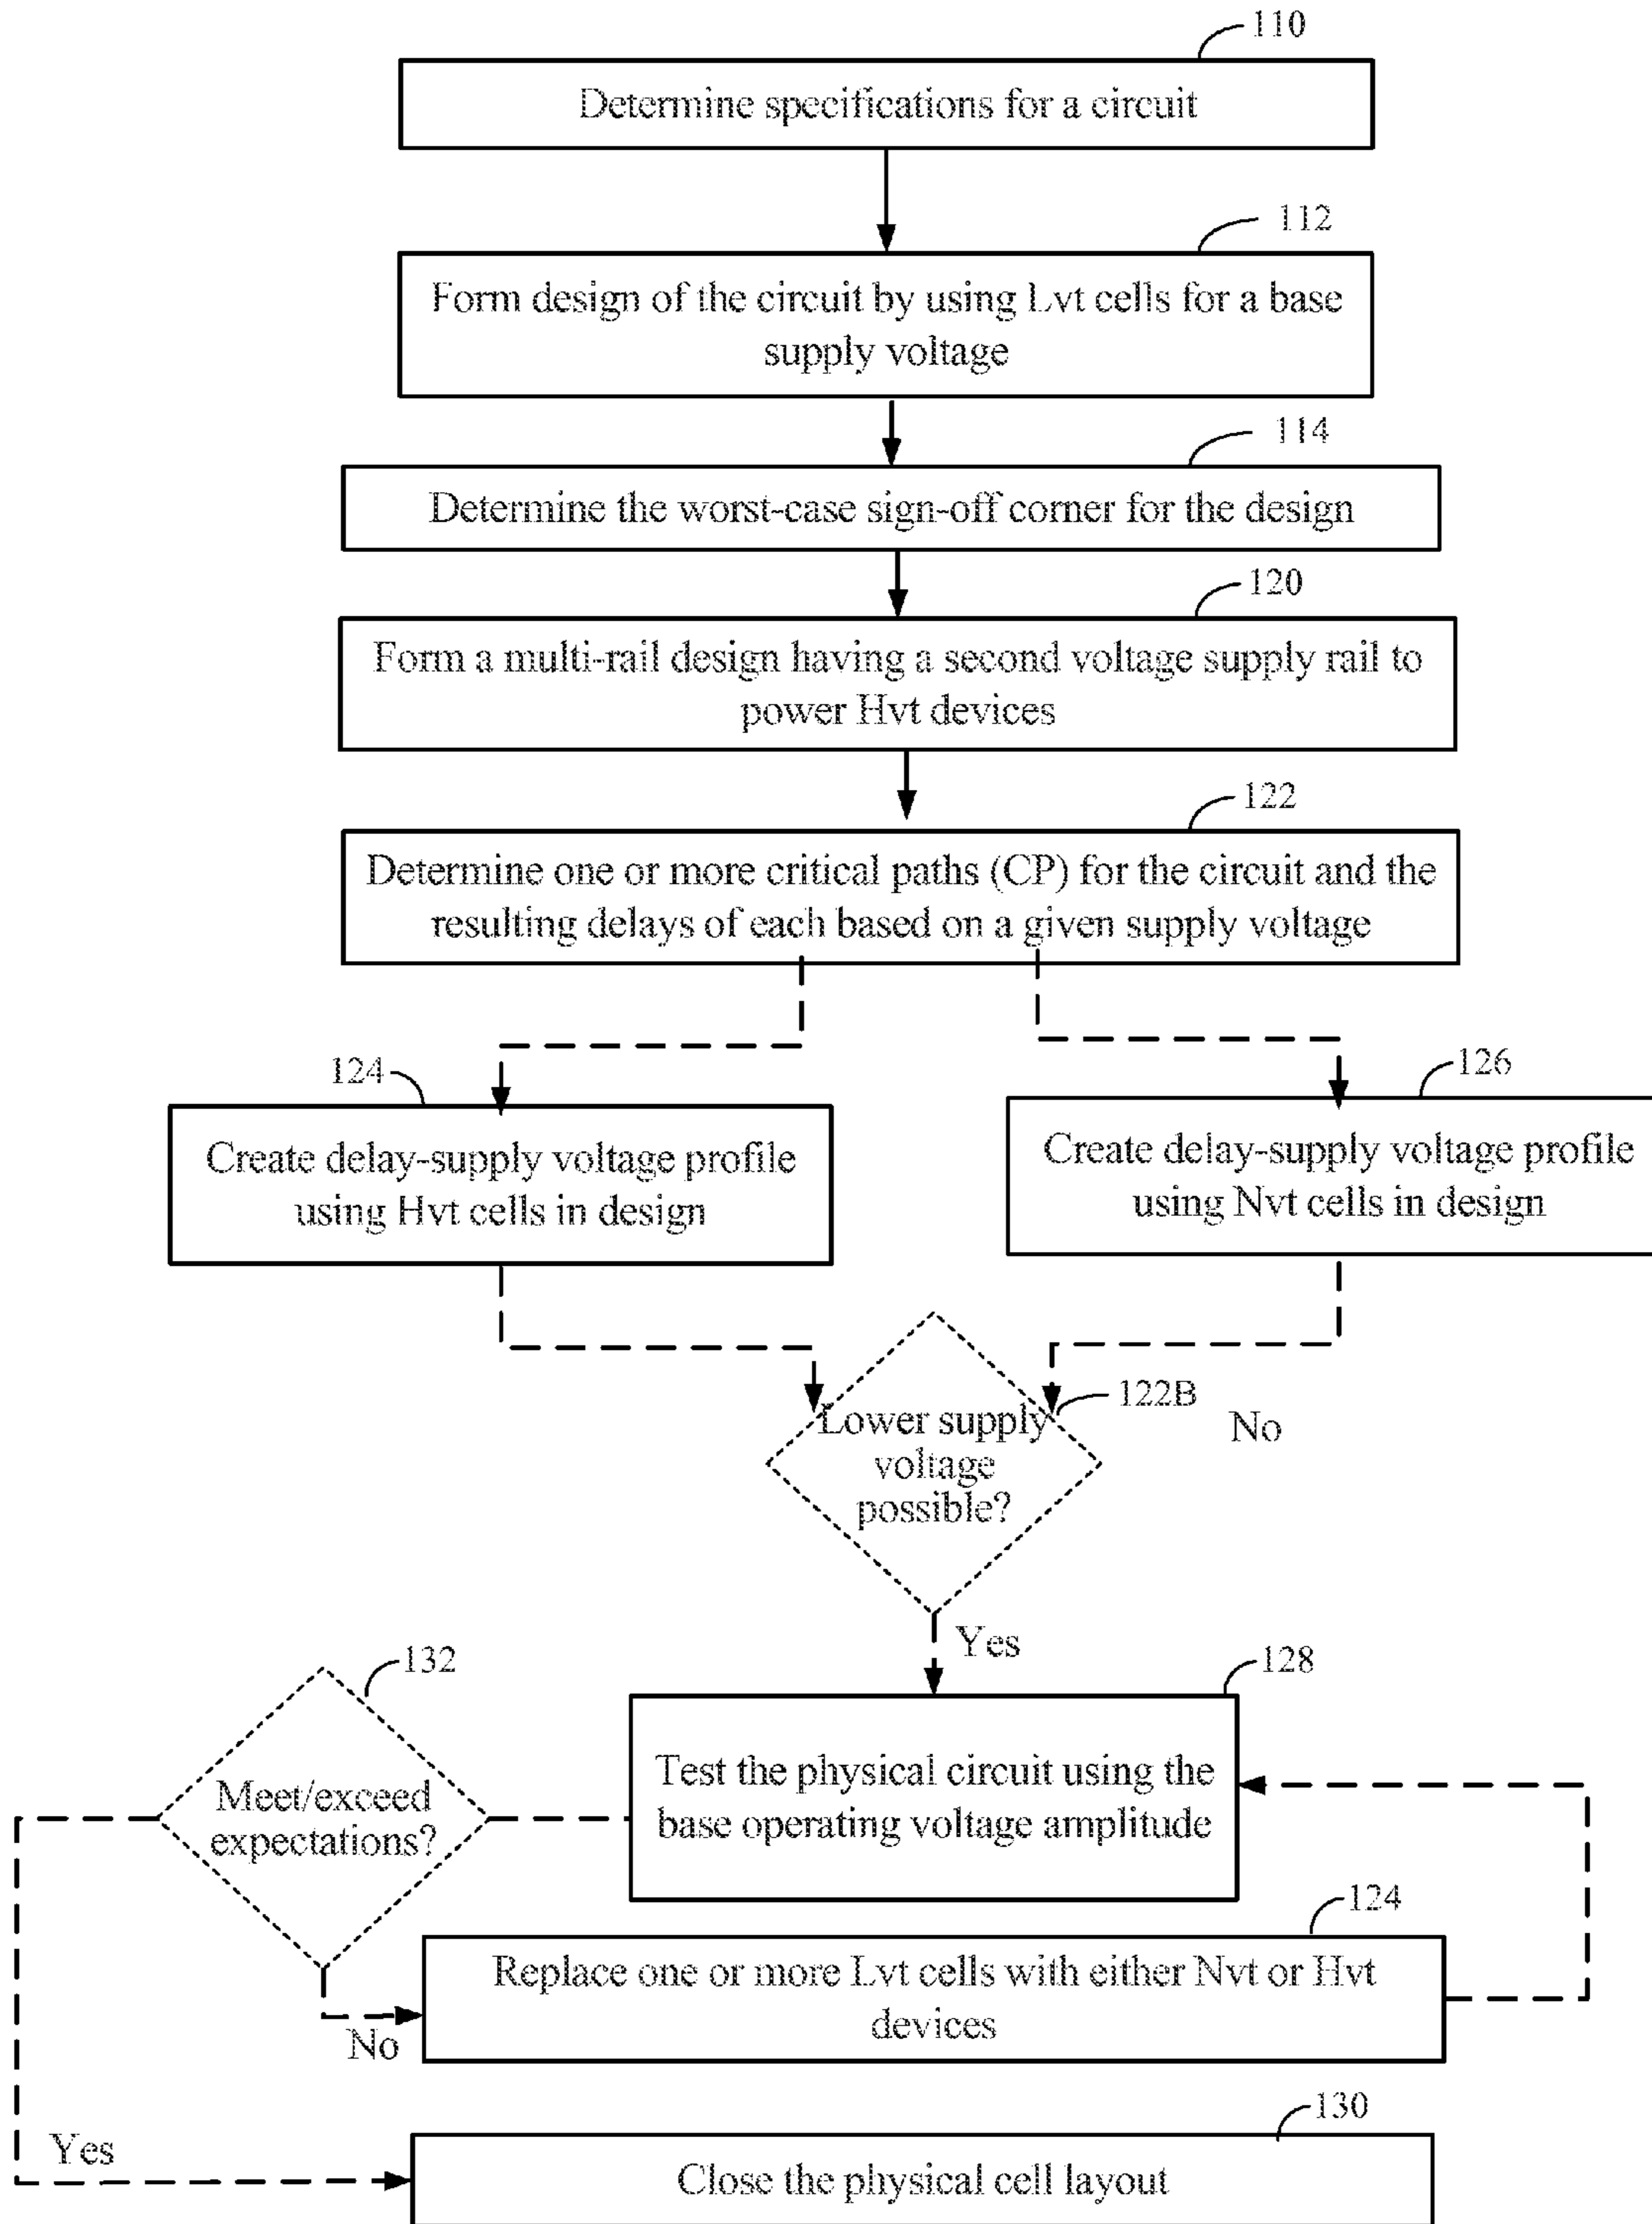 110
Determine specifications for a circuit
112
Form design of the circuit by using Lvt cells for a base
supply voltage
114
Determine the worst-case sign-off corner for the design
120
Form a multi-rail design having a second voltage supply rail to
power Hvt devices
122
Determine one or more critical paths (CP) for the circuit and the
resulting delays of each based on a given supply voltage
124
Create delay-supply voltage profile
using Hvt cells in design
126
Create delay-supply voltage profile
using Nvt cells in design
122B
Lower supply
voltage
possible?
No
Yes
132
Meet/exceed
expectations?
128
Test the physical circuit using the
base operating voltage amplitude
124
Replace one or more Lvt cells with either Nvt or Hvt
devices
No
130
Yes
Close the physical cell layout